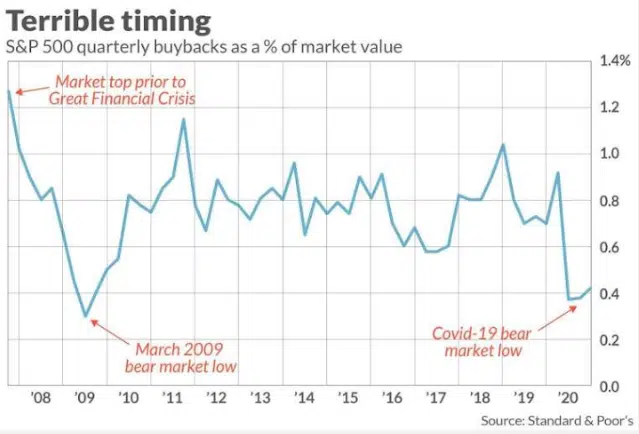 Terrible timing
S&P 500 quarterly buybacks as a % of market value
1.4%
Market top prior to
Great Financial Crisis
1.2
1.0
0.8
0.6
0.4
Covid-19 bear
market low
March 2009
bear market low
0.0
’08 ’09 ’10 ’11 ’12 ’13 ’14 ’15 ’16 ’17 ’18 ’19 ’20
Source: Standard & Poor’s